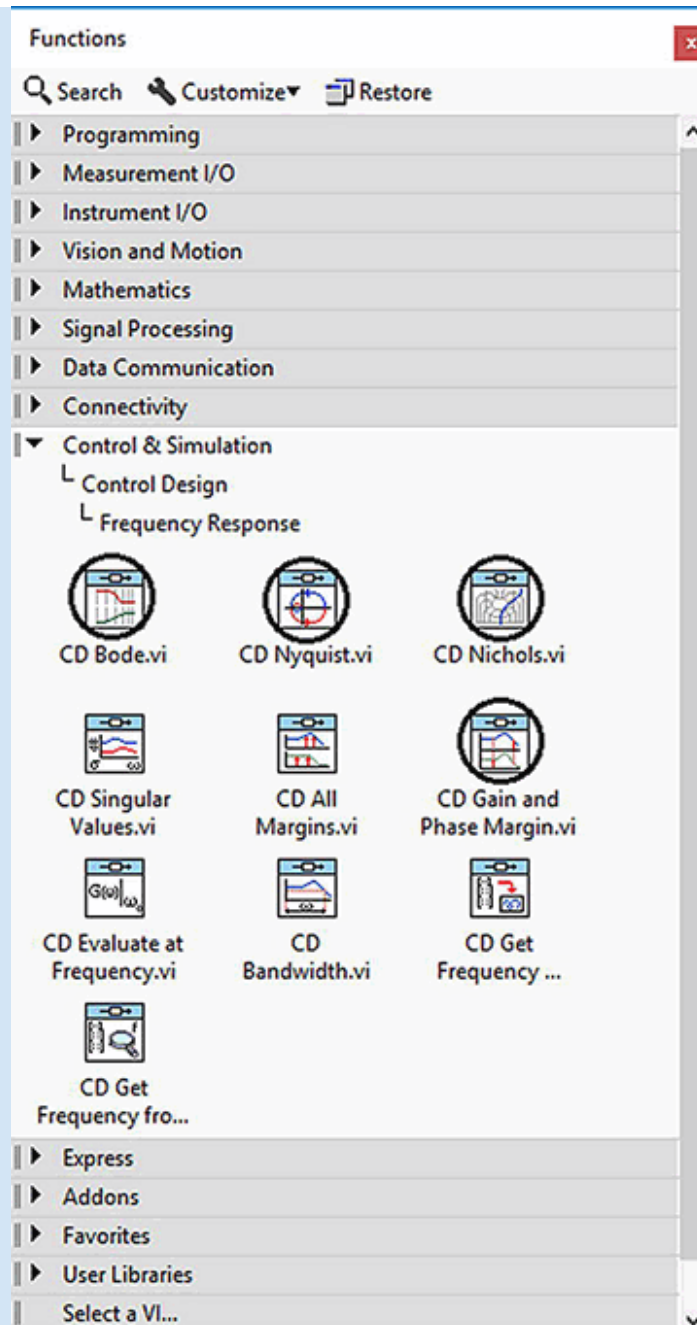 Functions
Search Customize Restore
Programming
Measurement I/O
Instrument I/O
Vision and Motion
Mathematics
Signal Processing
Data Communication
Connectivity
Control & Simulation
Control Design
Frequency Response
CD Bode.vi CD Nyquist.vi CD Nichols.vi
CD Singular CD All CD Gain and
Values.vi Margins.vi Phase Margin.vi
G(ω)|ω₀
CD Evaluate at CD CD Get
Frequency.vi Bandwidth.vi Frequency ...
CD Get
Frequency fro...
Express
Addons
Favorites
User Libraries
Select a VI...